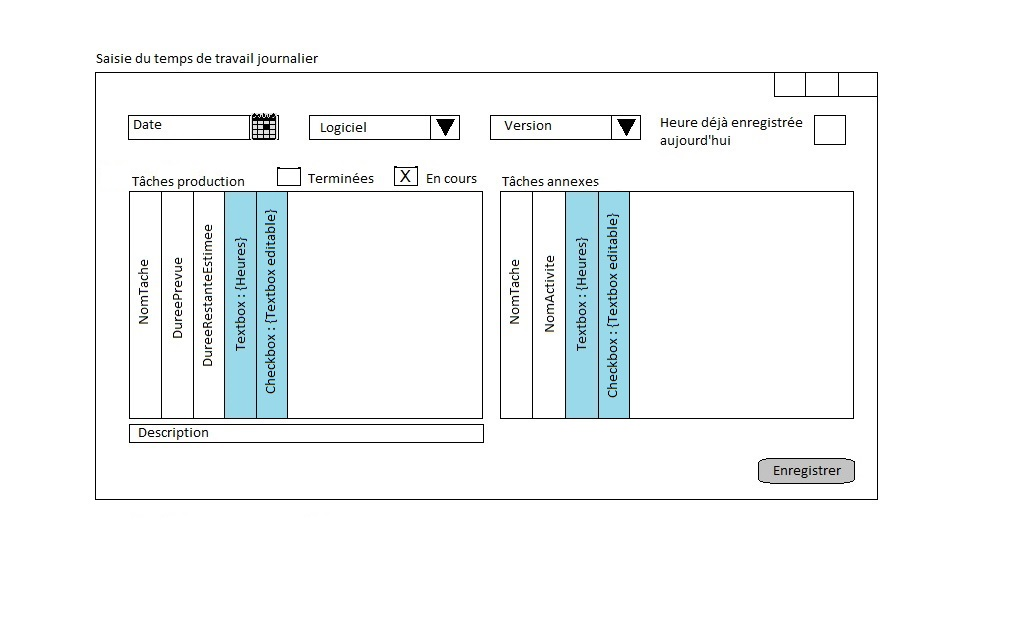 Saisie du temps de travail journalier
Date
Logiciel
Version
Heure déjà enregistrée
aujourd'hui
Tâches production
Terminées
X
En cours
Tâches annexes
NomTache
DureePrevue
DureeRestanteEstimee
Textbox : {Heures}
Checkbox : {Textbox editable}
NomTache
NomActivite
Textbox : {Heures}
Checkbox : {Textbox editable}
Description
Enregistrer